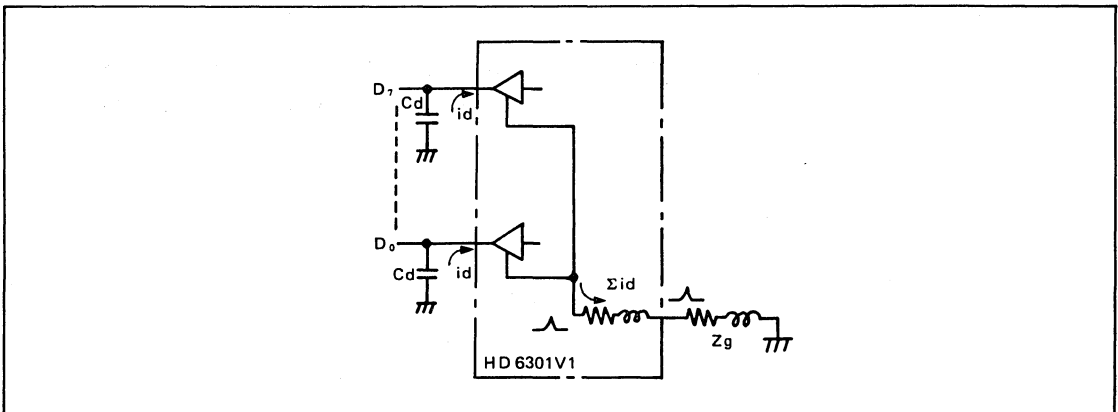 D₇
Cd
id
D₀
Cd
id
Σid
Zg
HD6301V1